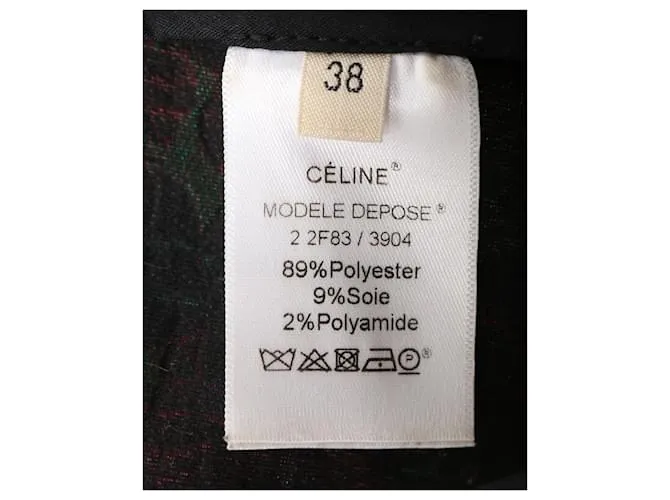 38
CÉLINE®
MODELE DEPOSE®
2 2F83 / 3904
89%Polyester
9%Soie
2%Polyamide
P ®